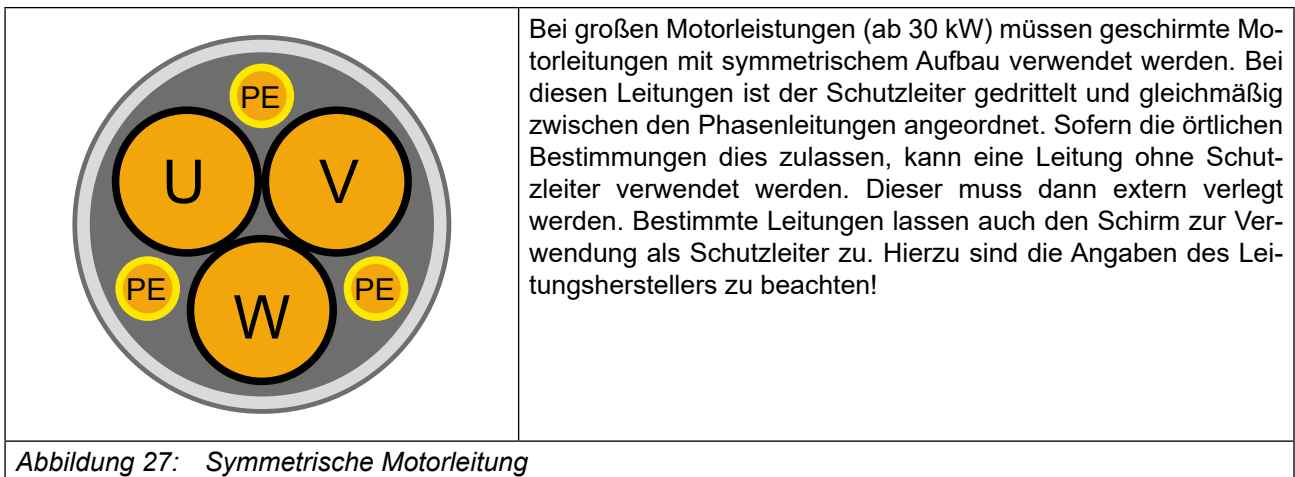 PE
U V
PE PE
W
Bei großen Motorleistungen (ab 30 kW) müssen geschirmte Mo-
torleitungen mit symmetrischem Aufbau verwendet werden. Bei
diesen Leitungen ist der Schutzleiter gedrittelt und gleichmäßig
zwischen den Phasenleitungen angeordnet. Sofern die örtlichen
Bestimmungen dies zulassen, kann eine Leitung ohne Schut-
zleiter verwendet werden. Dieser muss dann extern verlegt
werden. Bestimmte Leitungen lassen auch den Schirm zur Ver-
wendung als Schutzleiter zu. Hierzu sind die Angaben des Lei-
tungsherstellers zu beachten!
Abbildung 27: Symmetrische Motorleitung